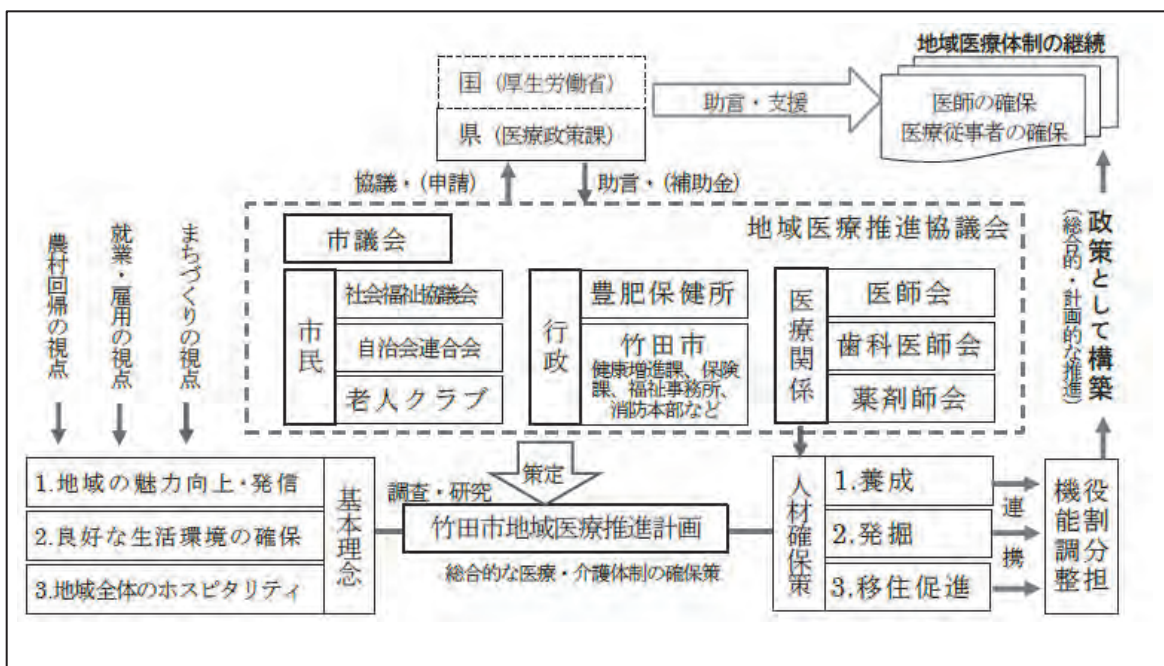 地域医療体制の継続
国 (厚生労働省)
県 (医療政策課)
助言・支援
医師の確保
医療従事者の確保
協議・(申請)
助言・(補助金)
農村回帰の視点
就業・雇用の視点
まちづくりの視点
地域医療推進協議会
市議会
市民
社会福祉協議会
自治会連合会
老人クラブ
行政
豊肥保健所
竹田市
健康増進課、保険
課、福祉事務所、
消防本部など
医療関係
医師会
歯科医師会
薬剤師会
政策として構築
(総合的・計画的な推進)
策定
調査・研究
1.地域の魅力向上・発信
2.良好な生活環境の確保
3.地域全体のホスピタリティ
基本理念
竹田市地域医療推進計画
総合的な医療・介護体制の確保策
人材確保策
1.養成
2.発掘
3.移住促進
連携
役割分担
機能調整